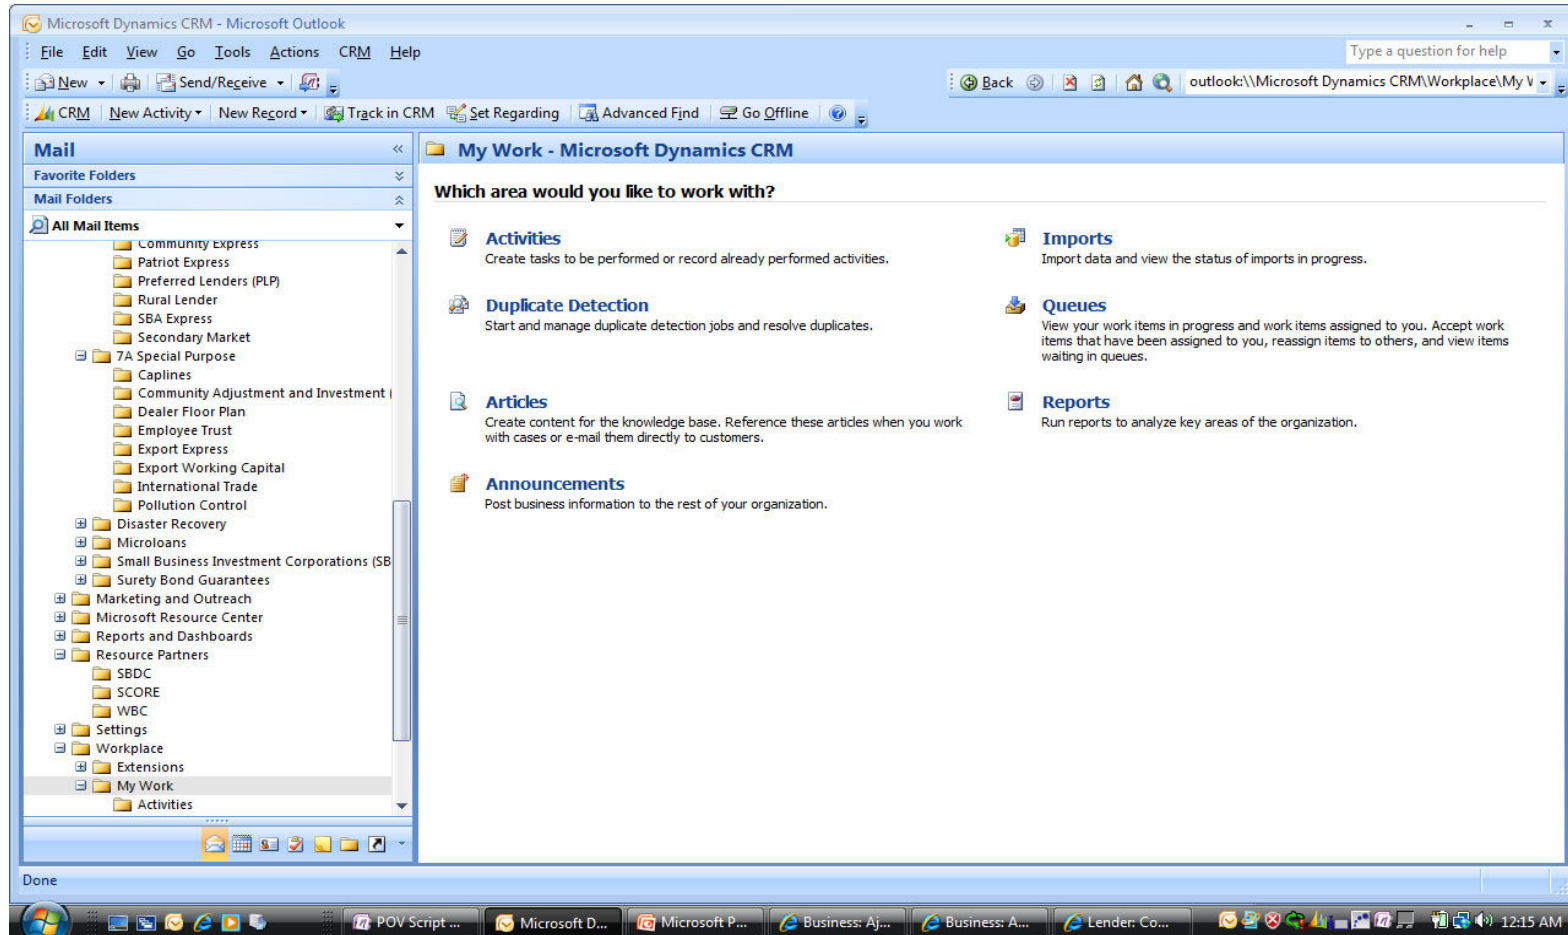 Microsoft Dynamics CRM - Microsoft Outlook
File Edit View Go Tools Actions CRM Help
Type a question for help
New Send/Receive
Back
outlook:\\Microsoft Dynamics CRM\Workplace\My
CRM New Activity New Record Track in CRM Set Regarding Advanced Find Go Offline
Mail
My Work - Microsoft Dynamics CRM
Favorite Folders
Mail Folders
All Mail Items
Community Express
Patriot Express
Preferred Lenders (PLP)
Rural Lender
SBA Express
Secondary Market
7A Special Purpose
Caplines
Community Adjustment and Investment (
Dealer Floor Plan
Employee Trust
Export Express
Export Working Capital
International Trade
Pollution Control
Disaster Recovery
Microloans
Small Business Investment Corporations (SB
Surety Bond Guarantees
Marketing and Outreach
Microsoft Resource Center
Reports and Dashboards
Resource Partners
SBDC
SCORE
WBC
Settings
Workplace
Extensions
My Work
Activities
Which area would you like to work with?
Activities
Create tasks to be performed or record already performed activities.
Imports
Import data and view the status of imports in progress.
Duplicate Detection
Start and manage duplicate detection jobs and resolve duplicates.
Queues
View your work items in progress and work items assigned to you. Accept work
items that have been assigned to you, reassign items to others, and view items
waiting in queues.
Articles
Create content for the knowledge base. Reference these articles when you work
with cases or e-mail them directly to customers.
Reports
Run reports to analyze key areas of the organization.
Announcements
Post business information to the rest of your organization.
Done
POV Script ... Microsoft D... Microsoft P... Business: Aj... Business: A... Lender: Co... 12:15 AM